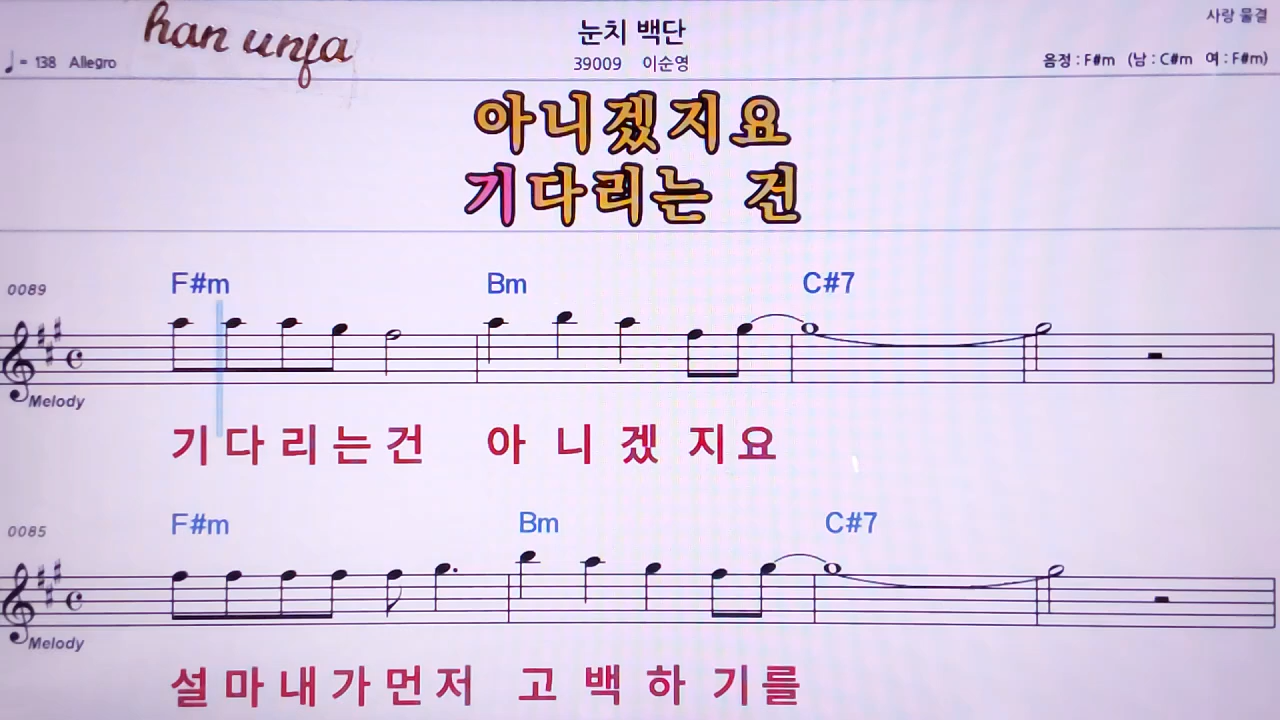 han unfa
눈치 백단
사랑 물결
♩= 138 Allegro
39009 이순영
음정 : F#m (남 : C#m 여 : F#m)
아니겠지요
기다리는 건
0089
F#m Bm C#7
Melody
기다리는건 아니겠지요
0085
F#m Bm C#7
Melody
설마내가먼저 고백하기를